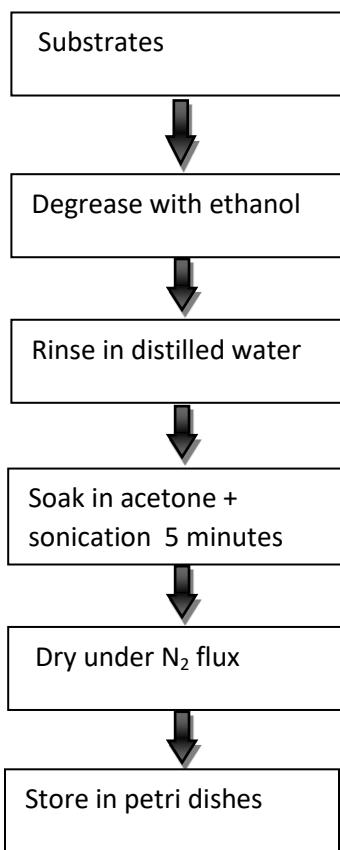 Substrates
Degrease with ethanol
Rinse in distilled water
Soak in acetone +
sonication 5 minutes
Dry under N₂ flux
Store in petri dishes